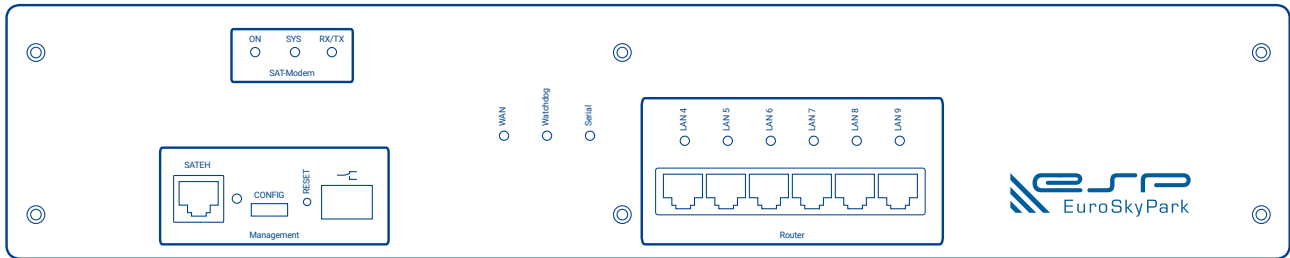 ON SYS RX/TX
SAT-Modem
WAN Watchdog Serial
SATEH
CONFIG
RESET
Management
LAN 4 LAN 5 LAN 6 LAN 7 LAN 8 LAN 9
Router
esp
EuroSkyPark